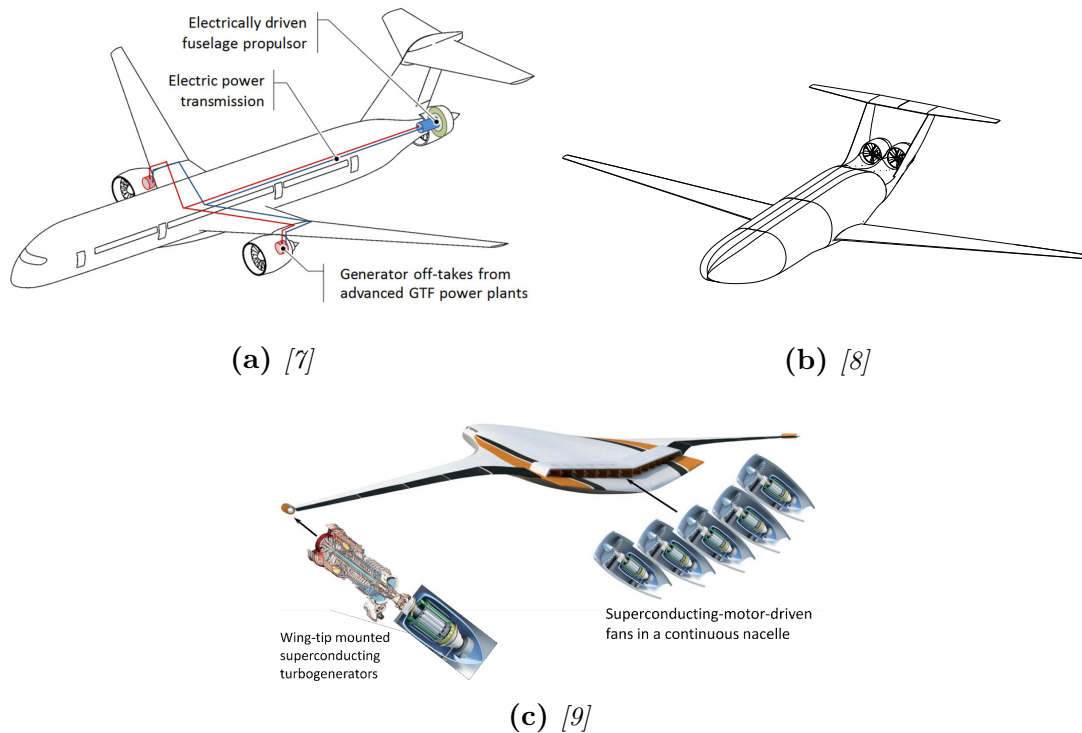 Electrically driven
fuselage propulsor
Electric power
transmission
Generator off-takes from
advanced GTF power plants
(a) [7]
(b) [8]
Wing-tip mounted
superconducting
turbogenerators
Superconducting-motor-driven
fans in a continuous nacelle
(c) [9]